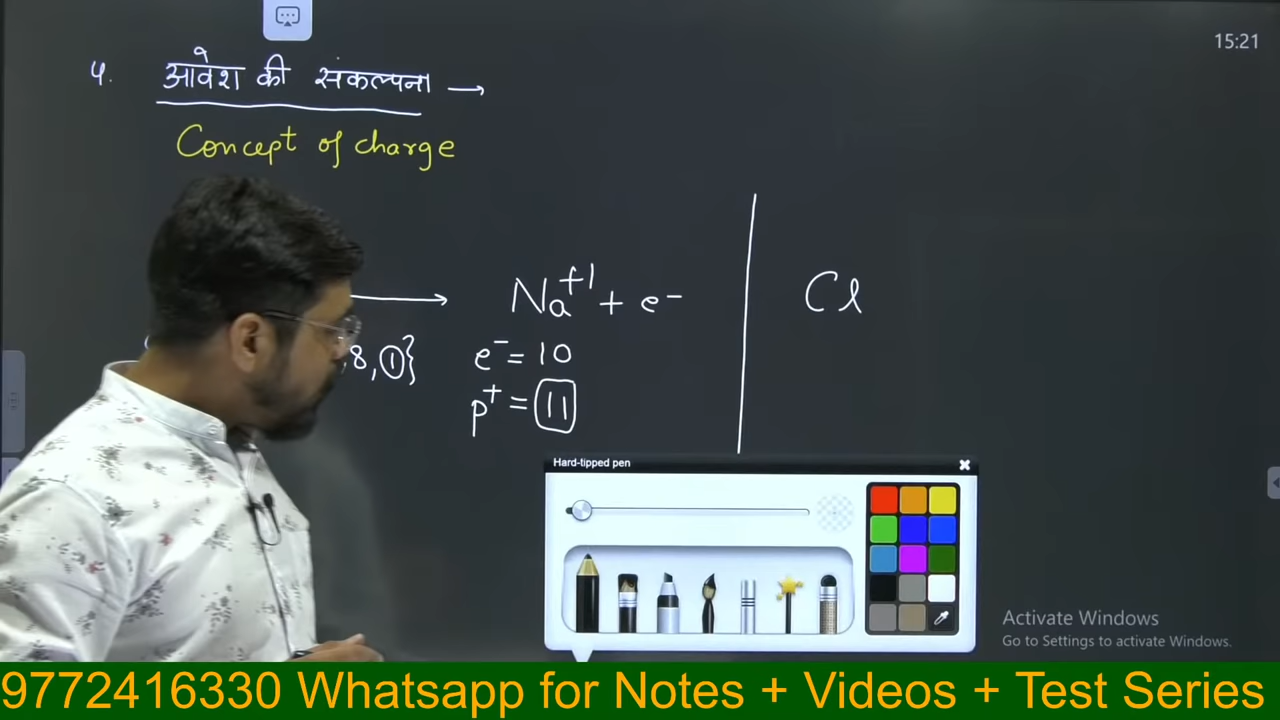 15:21
५. आवेश की संकल्पना →
Concept of charge
→ Na⁺¹ + e⁻
Cl
,8,①}
e⁻ = 10
p⁺ = 11
Hard-tipped pen
Activate Windows
Go to Settings to activate Windows.
9772416330 Whatsapp for Notes + Videos + Test Series